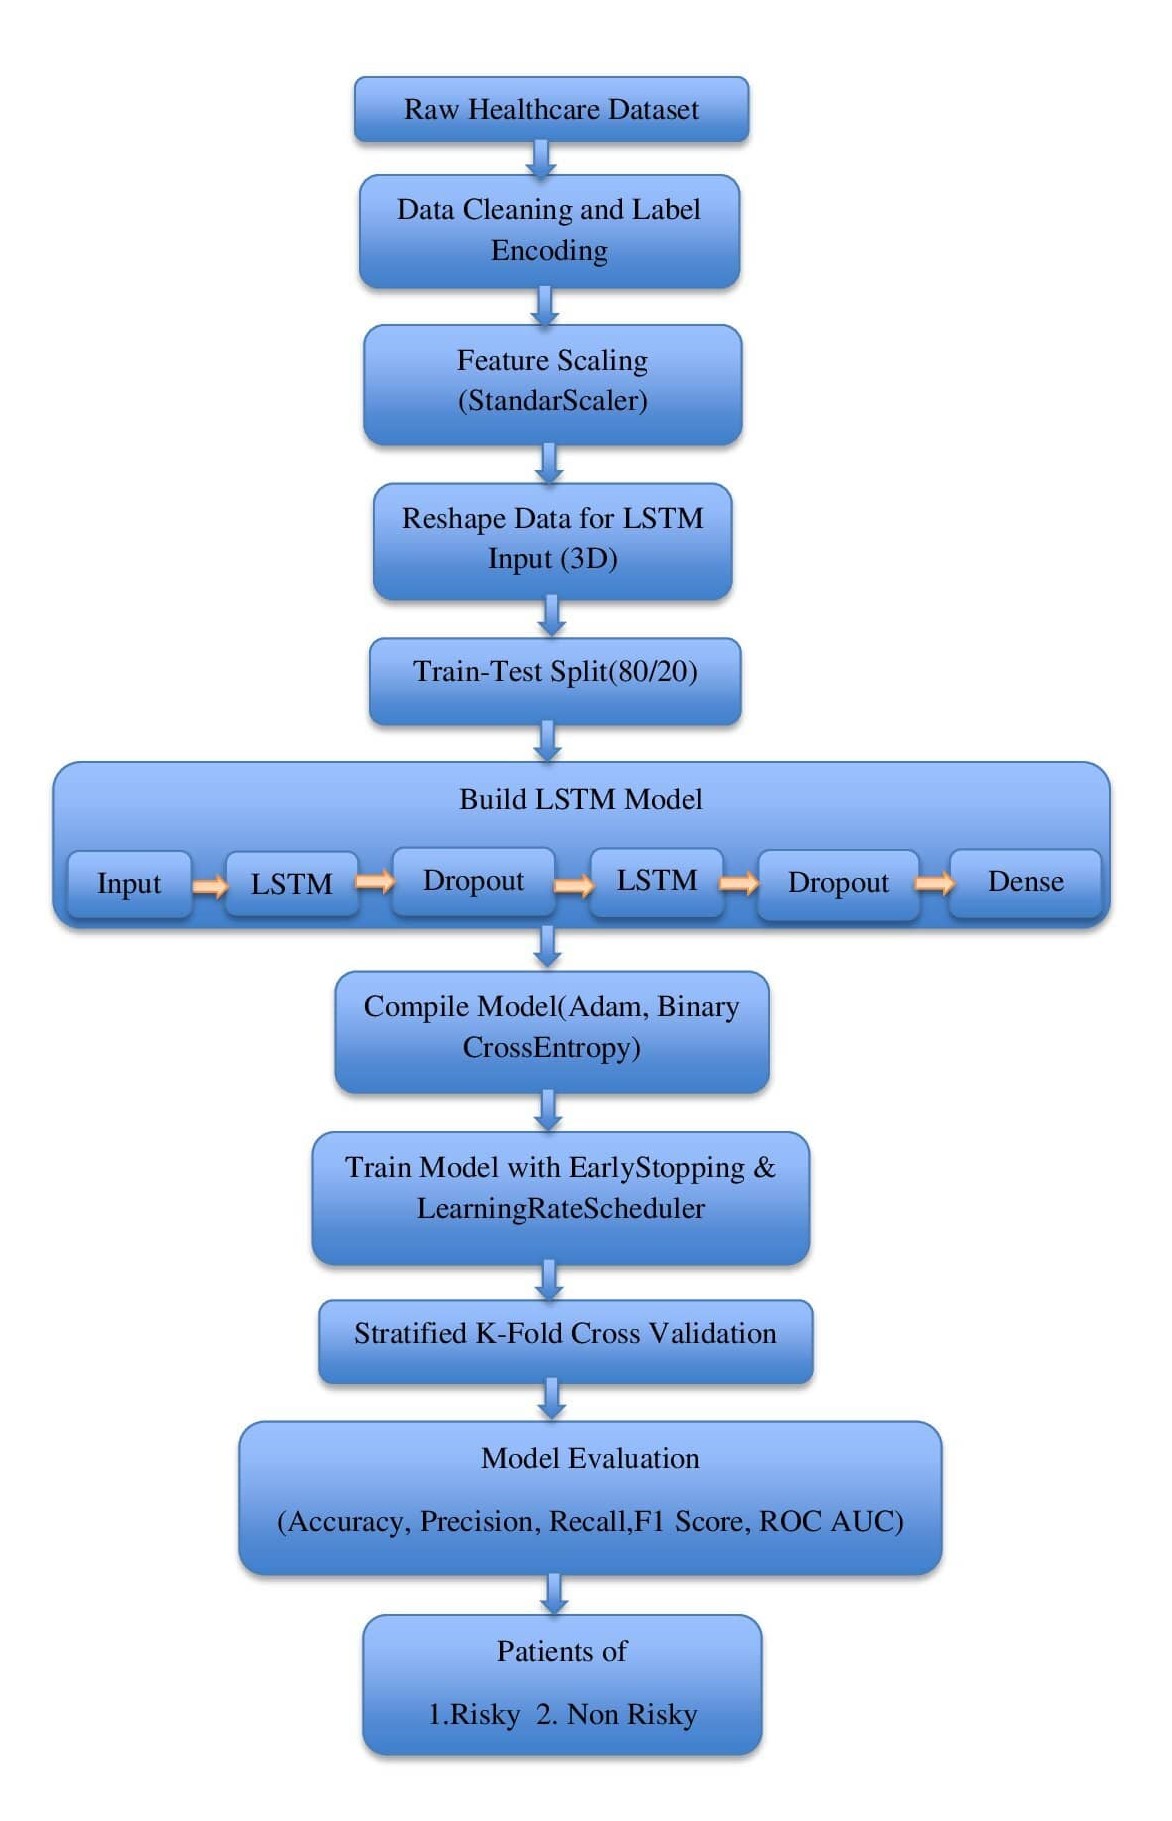 Raw Healthcare Dataset
Data Cleaning and Label
Encoding
Feature Scaling
(StandarScaler)
Reshape Data for LSTM
Input (3D)
Train-Test Split(80/20)
Build LSTM Model
Input LSTM Dropout LSTM Dropout Dense
Compile Model(Adam, Binary
CrossEntropy)
Train Model with EarlyStopping &
LearningRateScheduler
Stratified K-Fold Cross Validation
Model Evaluation
(Accuracy, Precision, Recall,F1 Score, ROC AUC)
Patients of
1.Risky 2. Non Risky